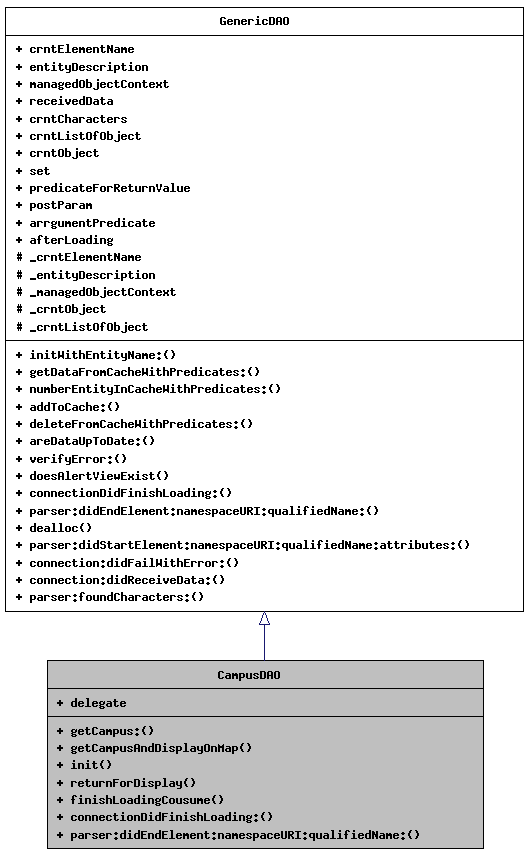 GenericDAO
+ crntElementName
+ entityDescription
+ managedObjectContext
+ receivedData
+ crntCharacters
+ crntListOfObject
+ crntObject
+ set
+ predicateForReturnValue
+ postParam
+ arrgumentPredicate
+ afterLoading
# _crntElementName
# _entityDescription
# _managedObjectContext
# _crntObject
# _crntListOfObject
+ initWithEntityName:()
+ getDataFromCacheWithPredicates:()
+ numberEntityInCacheWithPredicates:()
+ addToCache:()
+ deleteFromCacheWithPredicates:()
+ areDataUpToDate:()
+ verifyError:()
+ doesAlertViewExist()
+ connectionDidFinishLoading:()
+ parser:didEndElement:namespaceURI:qualifiedName:()
+ dealloc()
+ parser:didStartElement:namespaceURI:qualifiedName:attributes:()
+ connection:didFailWithError:()
+ connection:didReceiveData:()
+ parser:foundCharacters:()
CampusDAO
+ delegate
+ getCampus:()
+ getCampusAndDisplayOnMap()
+ init()
+ returnForDisplay()
+ finishLoadingCousume()
+ connectionDidFinishLoading:()
+ parser:didEndElement:namespaceURI:qualifiedName:()